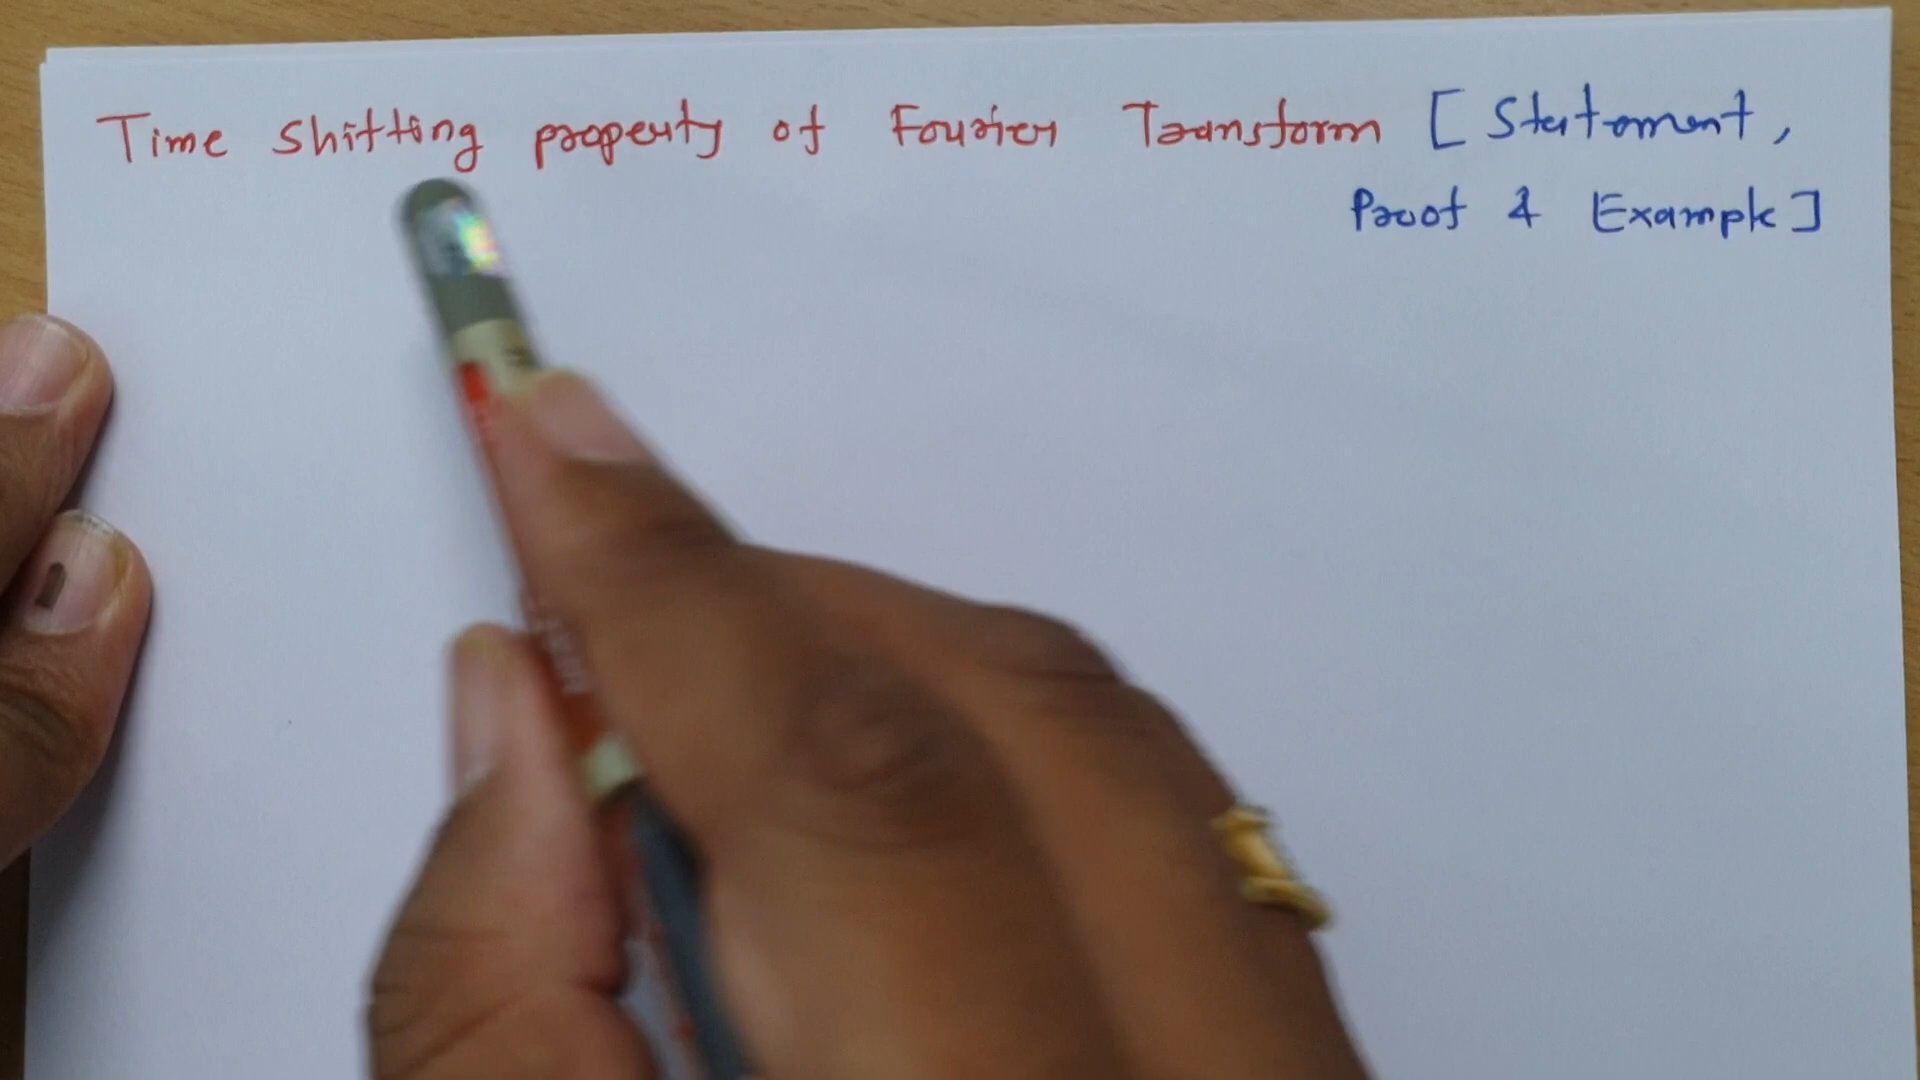 Time Shifting property of Fourier Transform [Statement,
Proof & Example]